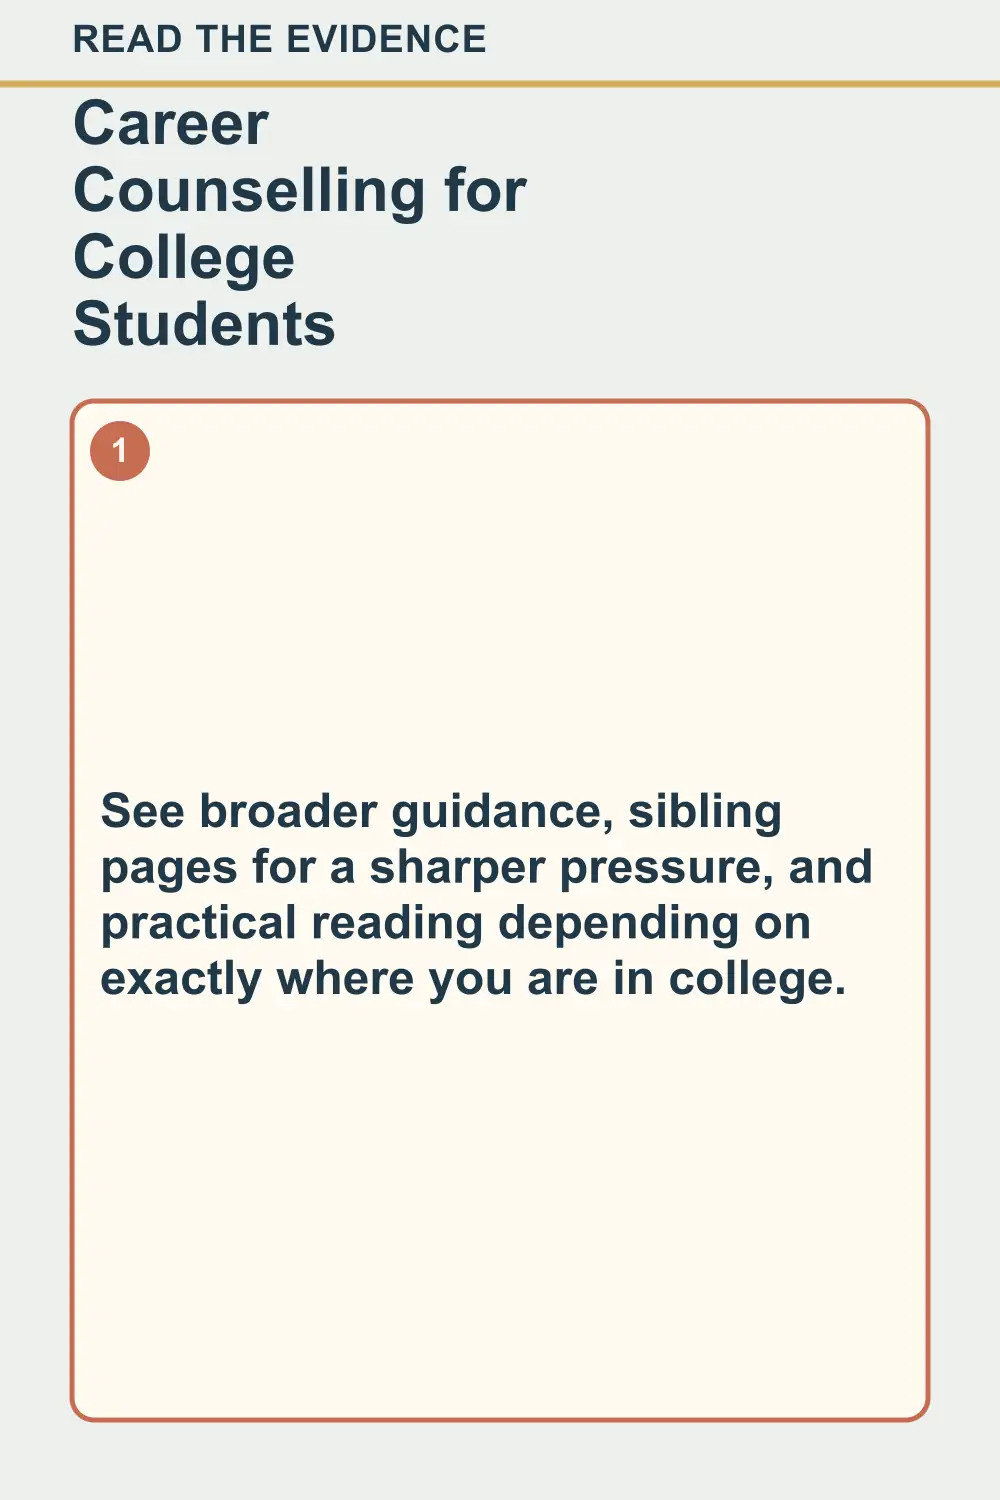 READ THE EVIDENCE
Career
Counselling for
College
Students
1
See broader guidance, sibling
pages for a sharper pressure, and
practical reading depending on
exactly where you are in college.